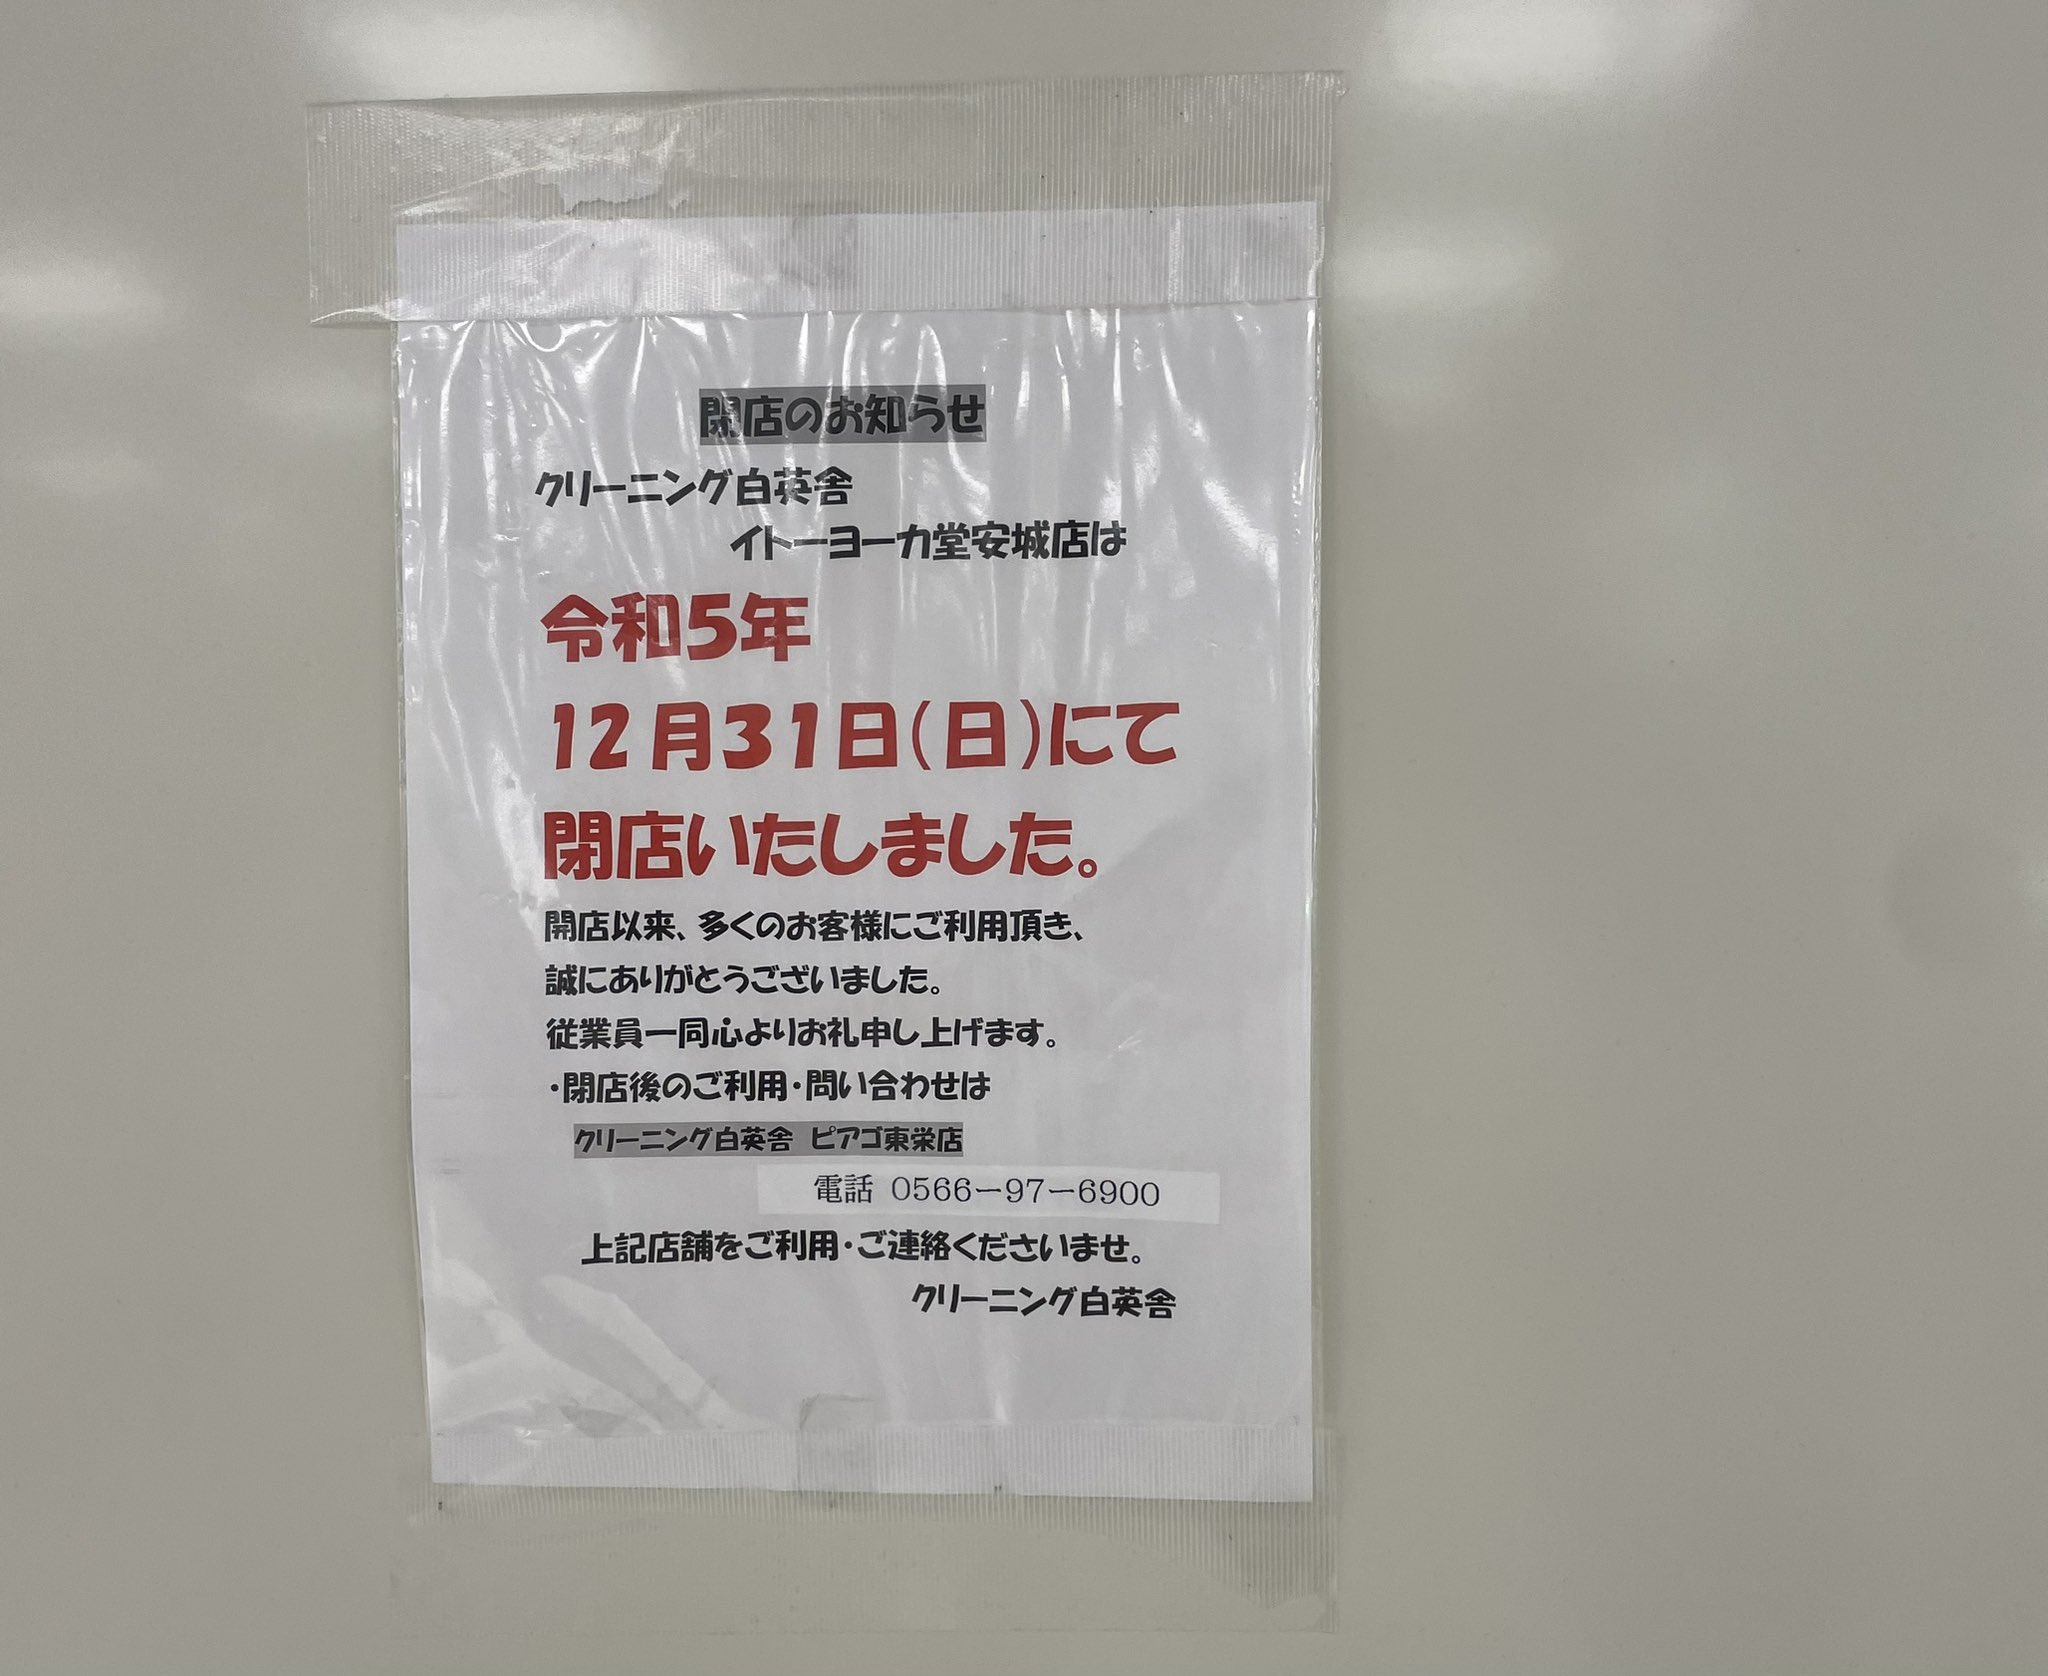 閉店のお知らせ
クリーニング白英舎
イトーヨーカ堂安城店は
令和5年
12月31日(日)にて
閉店いたしました。
開店以来、多くのお客様にご利用頂き、
誠にありがとうございました。
従業員一同心よりお礼申し上げます。
・閉店後のご利用・問い合わせは
クリーニング白英舎 ピアゴ東栄店
電話 0566－97－6900
上記店舗をご利用・ご連絡くださいませ。
クリーニング白英舎